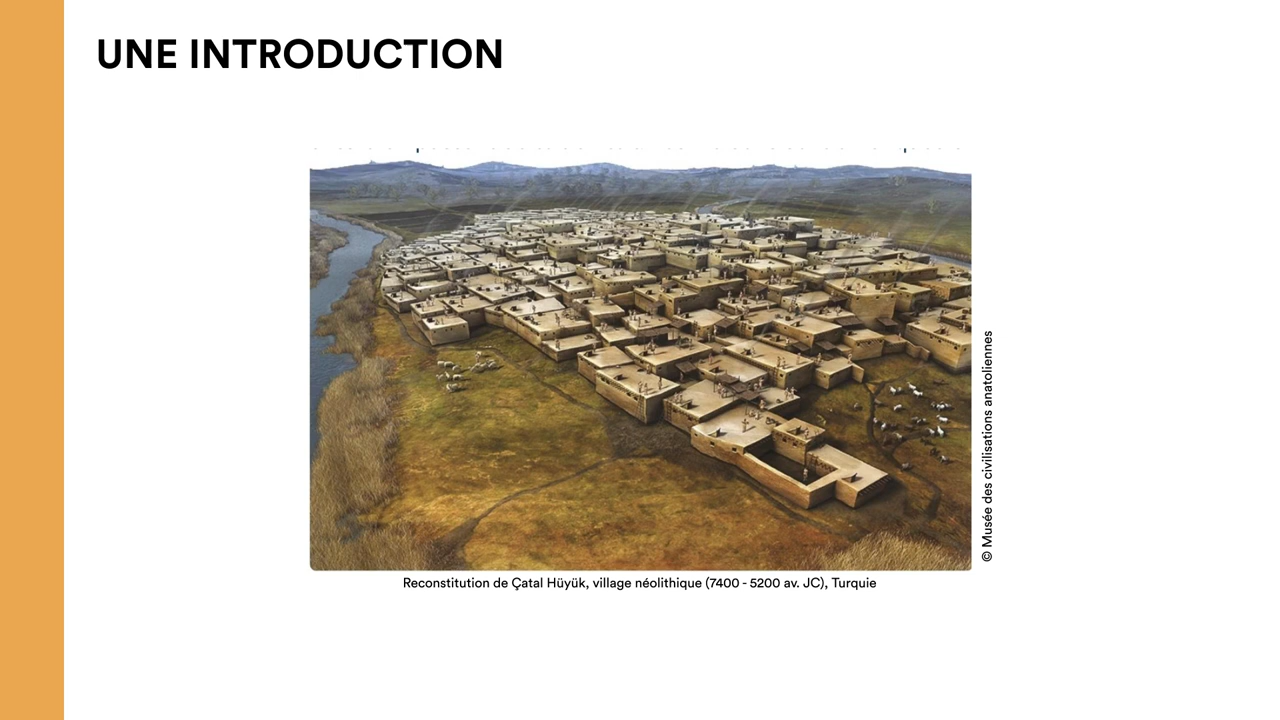 UNE INTRODUCTION
© Musée des civilisations anatoliennes
Reconstitution de Çatal Hüyük, village néolithique (7400 - 5200 av. JC), Turquie